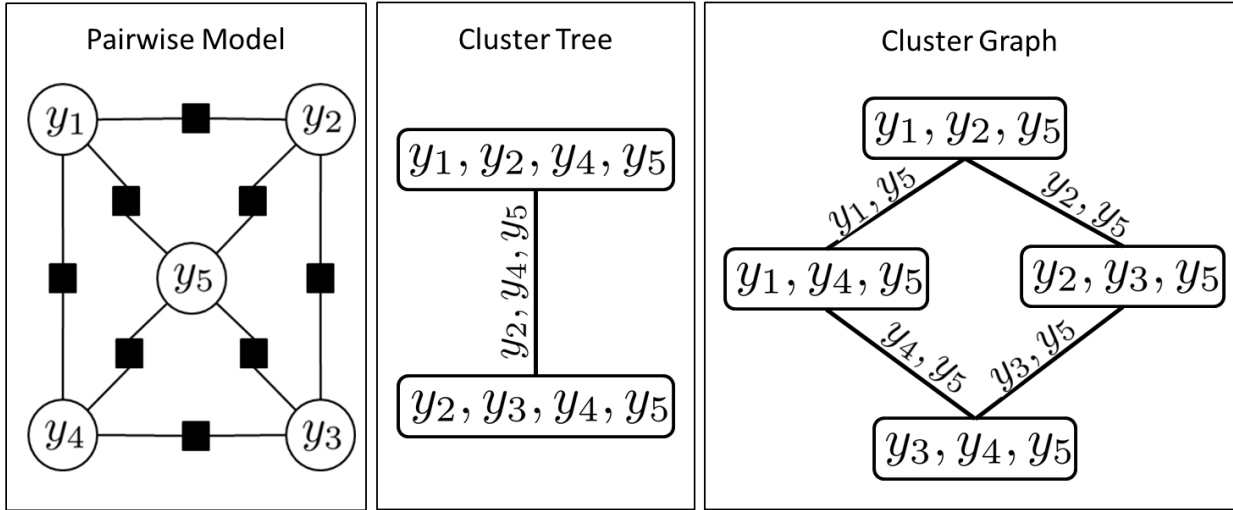 Pairwise Model
y₁
y₂
y₅
y₄
y₃
Cluster Tree
y₁, y₂, y₄, y₅
y₂, y₄, y₅
y₂, y₃, y₄, y₅
Cluster Graph
y₁, y₂, y₅
y₁, y₅
y₂, y₅
y₁, y₄, y₅
y₂, y₃, y₅
y₄, y₅
y₃, y₅
y₃, y₄, y₅